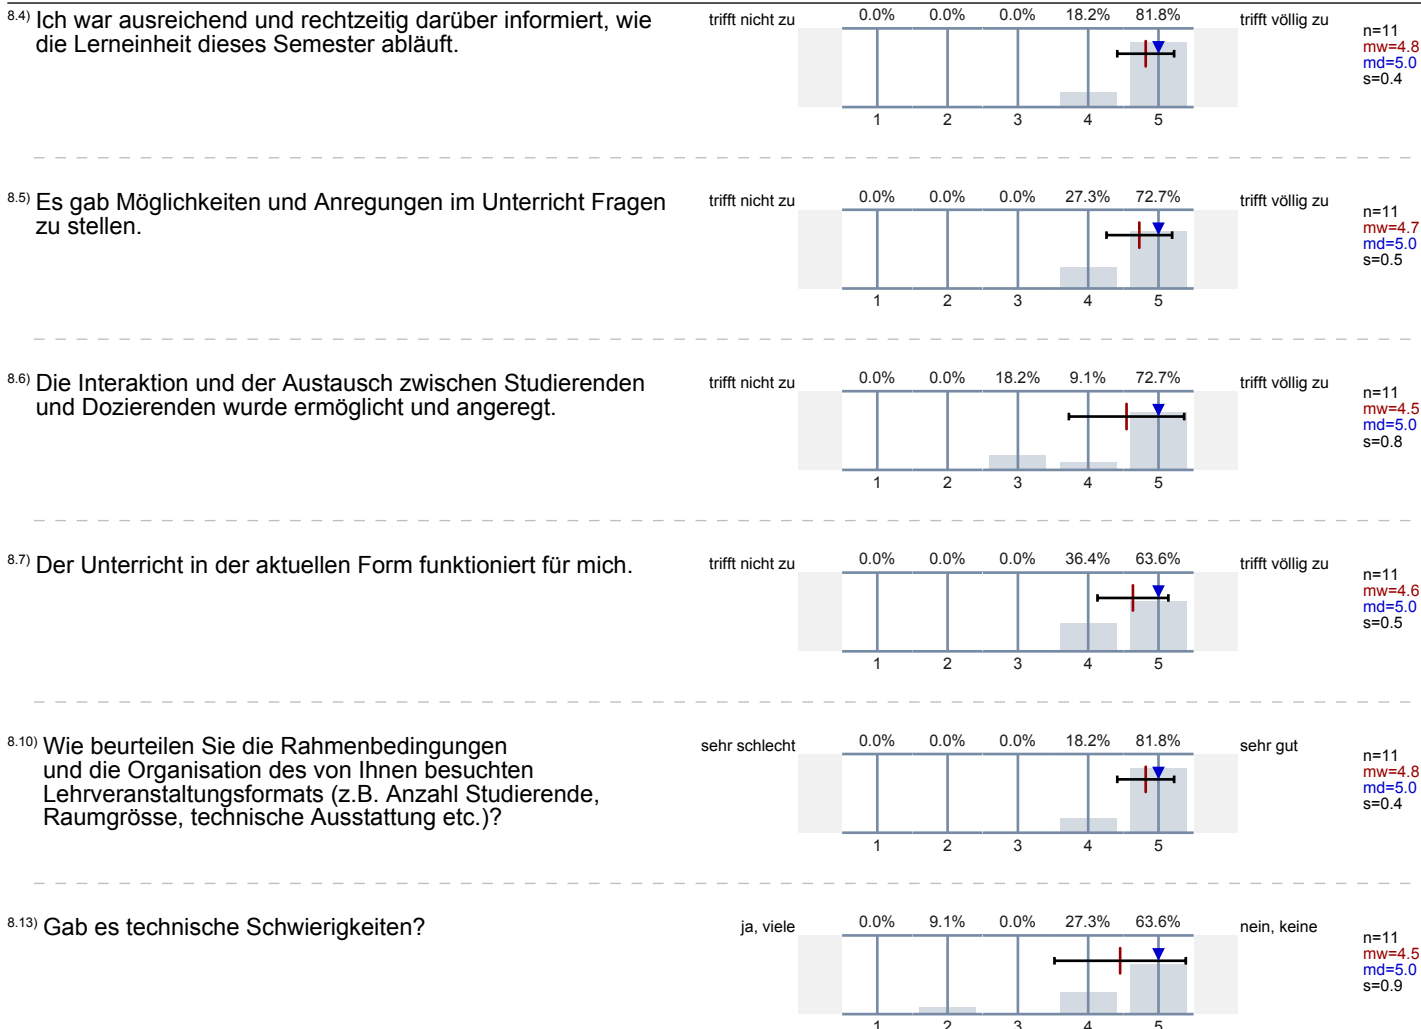 8.4) Ich war ausreichend und rechtzeitig darüber informiert, wie
die Lerneinheit dieses Semester abläuft.
trifft nicht zu
0.0% 0.0% 0.0% 18.2% 81.8%
trifft völlig zu
n=11
mw=4.8
md=5.0
s=0.4
1 2 3 4 5
8.5) Es gab Möglichkeiten und Anregungen im Unterricht Fragen
zu stellen.
trifft nicht zu
0.0% 0.0% 0.0% 27.3% 72.7%
trifft völlig zu
n=11
mw=4.7
md=5.0
s=0.5
1 2 3 4 5
8.6) Die Interaktion und der Austausch zwischen Studierenden
und Dozierenden wurde ermöglicht und angeregt.
trifft nicht zu
0.0% 0.0% 18.2% 9.1% 72.7%
trifft völlig zu
n=11
mw=4.5
md=5.0
s=0.8
1 2 3 4 5
8.7) Der Unterricht in der aktuellen Form funktioniert für mich.
trifft nicht zu
0.0% 0.0% 0.0% 36.4% 63.6%
trifft völlig zu
n=11
mw=4.6
md=5.0
s=0.5
1 2 3 4 5
8.10) Wie beurteilen Sie die Rahmenbedingungen
und die Organisation des von Ihnen besuchten
Lehrveranstaltungsformats (z.B. Anzahl Studierende,
Raumgrösse, technische Ausstattung etc.)?
sehr schlecht
0.0% 0.0% 0.0% 18.2% 81.8%
sehr gut
n=11
mw=4.8
md=5.0
s=0.4
1 2 3 4 5
8.13) Gab es technische Schwierigkeiten?
ja, viele
0.0% 9.1% 0.0% 27.3% 63.6%
nein, keine
n=11
mw=4.5
md=5.0
s=0.9
1 2 3 4 5